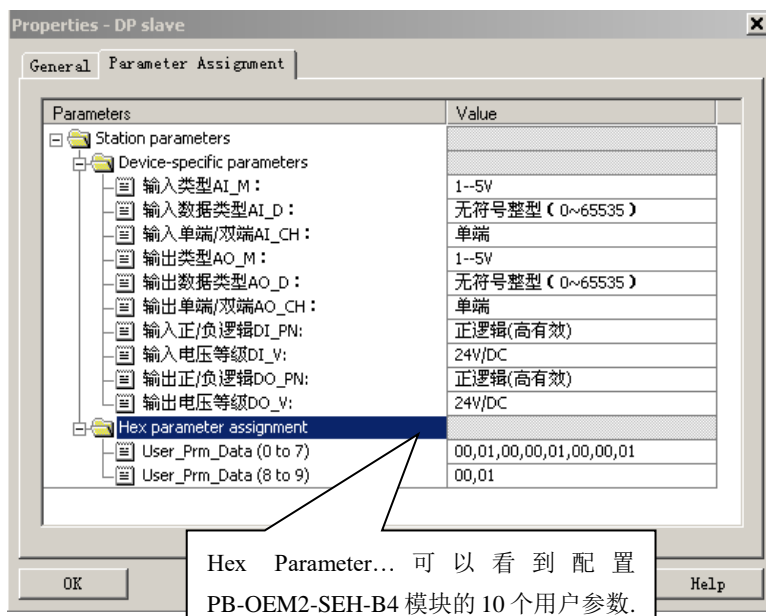 Properties - DP slave
General Parameter Assignment
Parameters Value
Station parameters
Device-specific parameters
输入类型AI_M： 1--5V
输入数据类型AI_D： 无符号整型（0~65535）
输入单端/双端AI_CH： 单端
输出类型AO_M： 1--5V
输出数据类型AO_D： 无符号整型（0~65535）
输出单端/双端AO_CH： 单端
输入正/负逻辑DI_PN: 正逻辑(高有效)
输入电压等级DI_V: 24V/DC
输出正/负逻辑DO_PN: 正逻辑(高有效)
输出电压等级DO_V: 24V/DC
Hex parameter assignment
User_Prm_Data (0 to 7) 00,01,00,00,01,00,00,01
User_Prm_Data (8 to 9) 00,01
Hex Parameter… 可以看到配置
PB-OEM2-SEH-B4 模块的 10 个用户参数.
OK Help